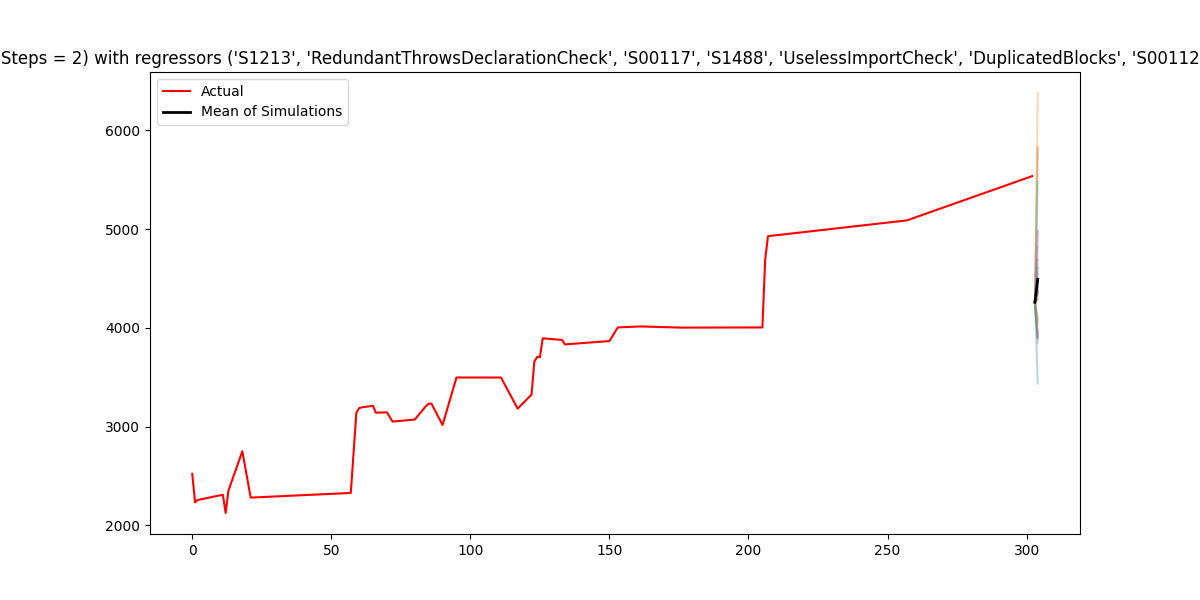 Steps = 2) with regressors ('S1213', 'RedundantThrowsDeclarationCheck', 'S00117', 'S1488', 'UselessImportCheck', 'DuplicatedBlocks', 'S00112
Actual
Mean of Simulations
6000
5000
4000
3000
2000
0 50 100 150 200 250 300